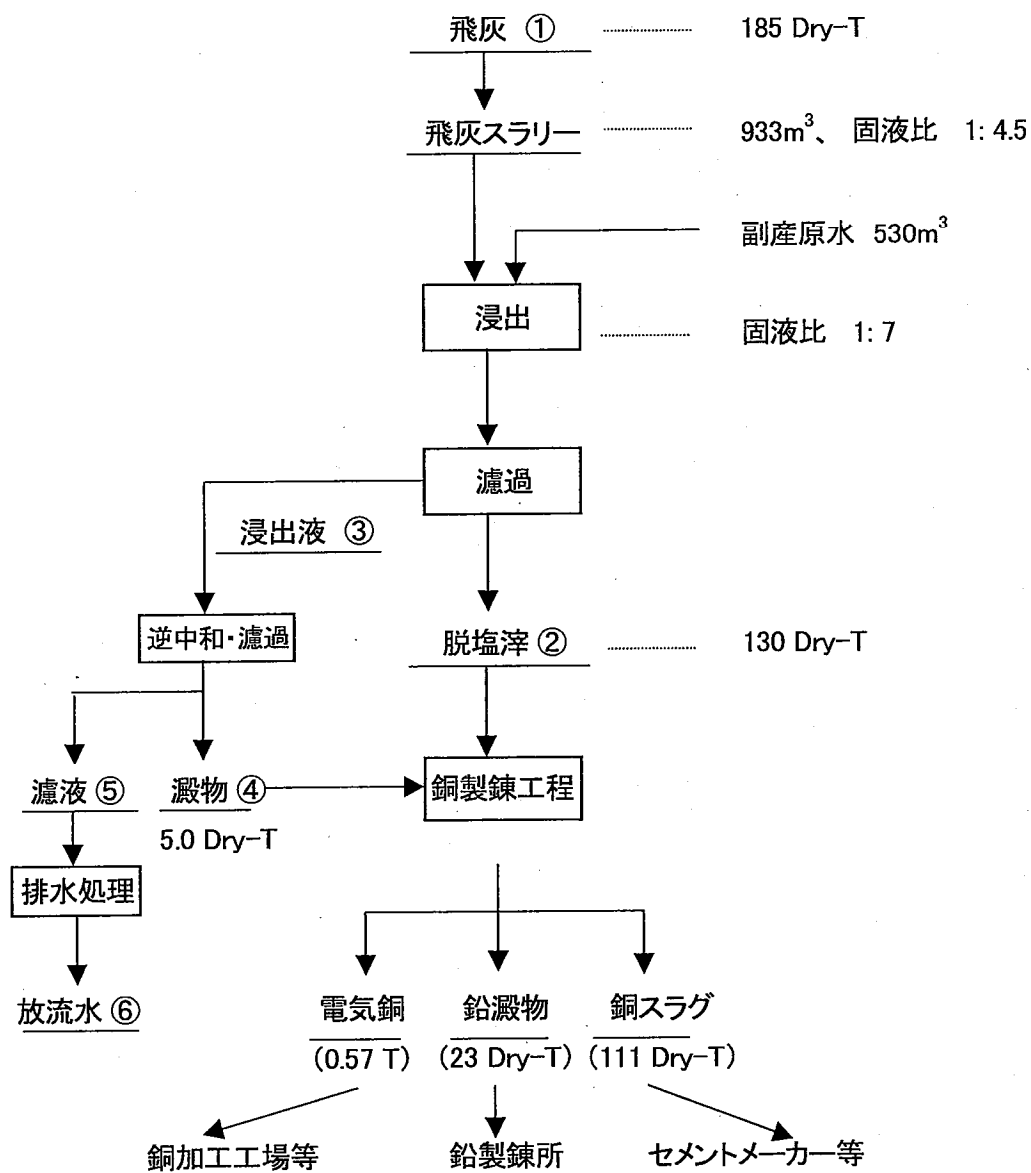 飛灰 ① 185 Dry-T
飛灰スラリー 933m³、 固液比 1: 4.5
副産原水 530m³
浸出
固液比 1: 7
濾過
浸出液 ③
逆中和・濾過
脱塩滓 ② 130 Dry-T
濾液 ⑤ 澱物 ④ 銅製錬工程
5.0 Dry-T
排水処理
放流水 ⑥
電気銅 鉛澱物 銅スラグ
(0.57 T) (23 Dry-T) (111 Dry-T)
銅加工工場等 鉛製錬所 セメントメーカー等